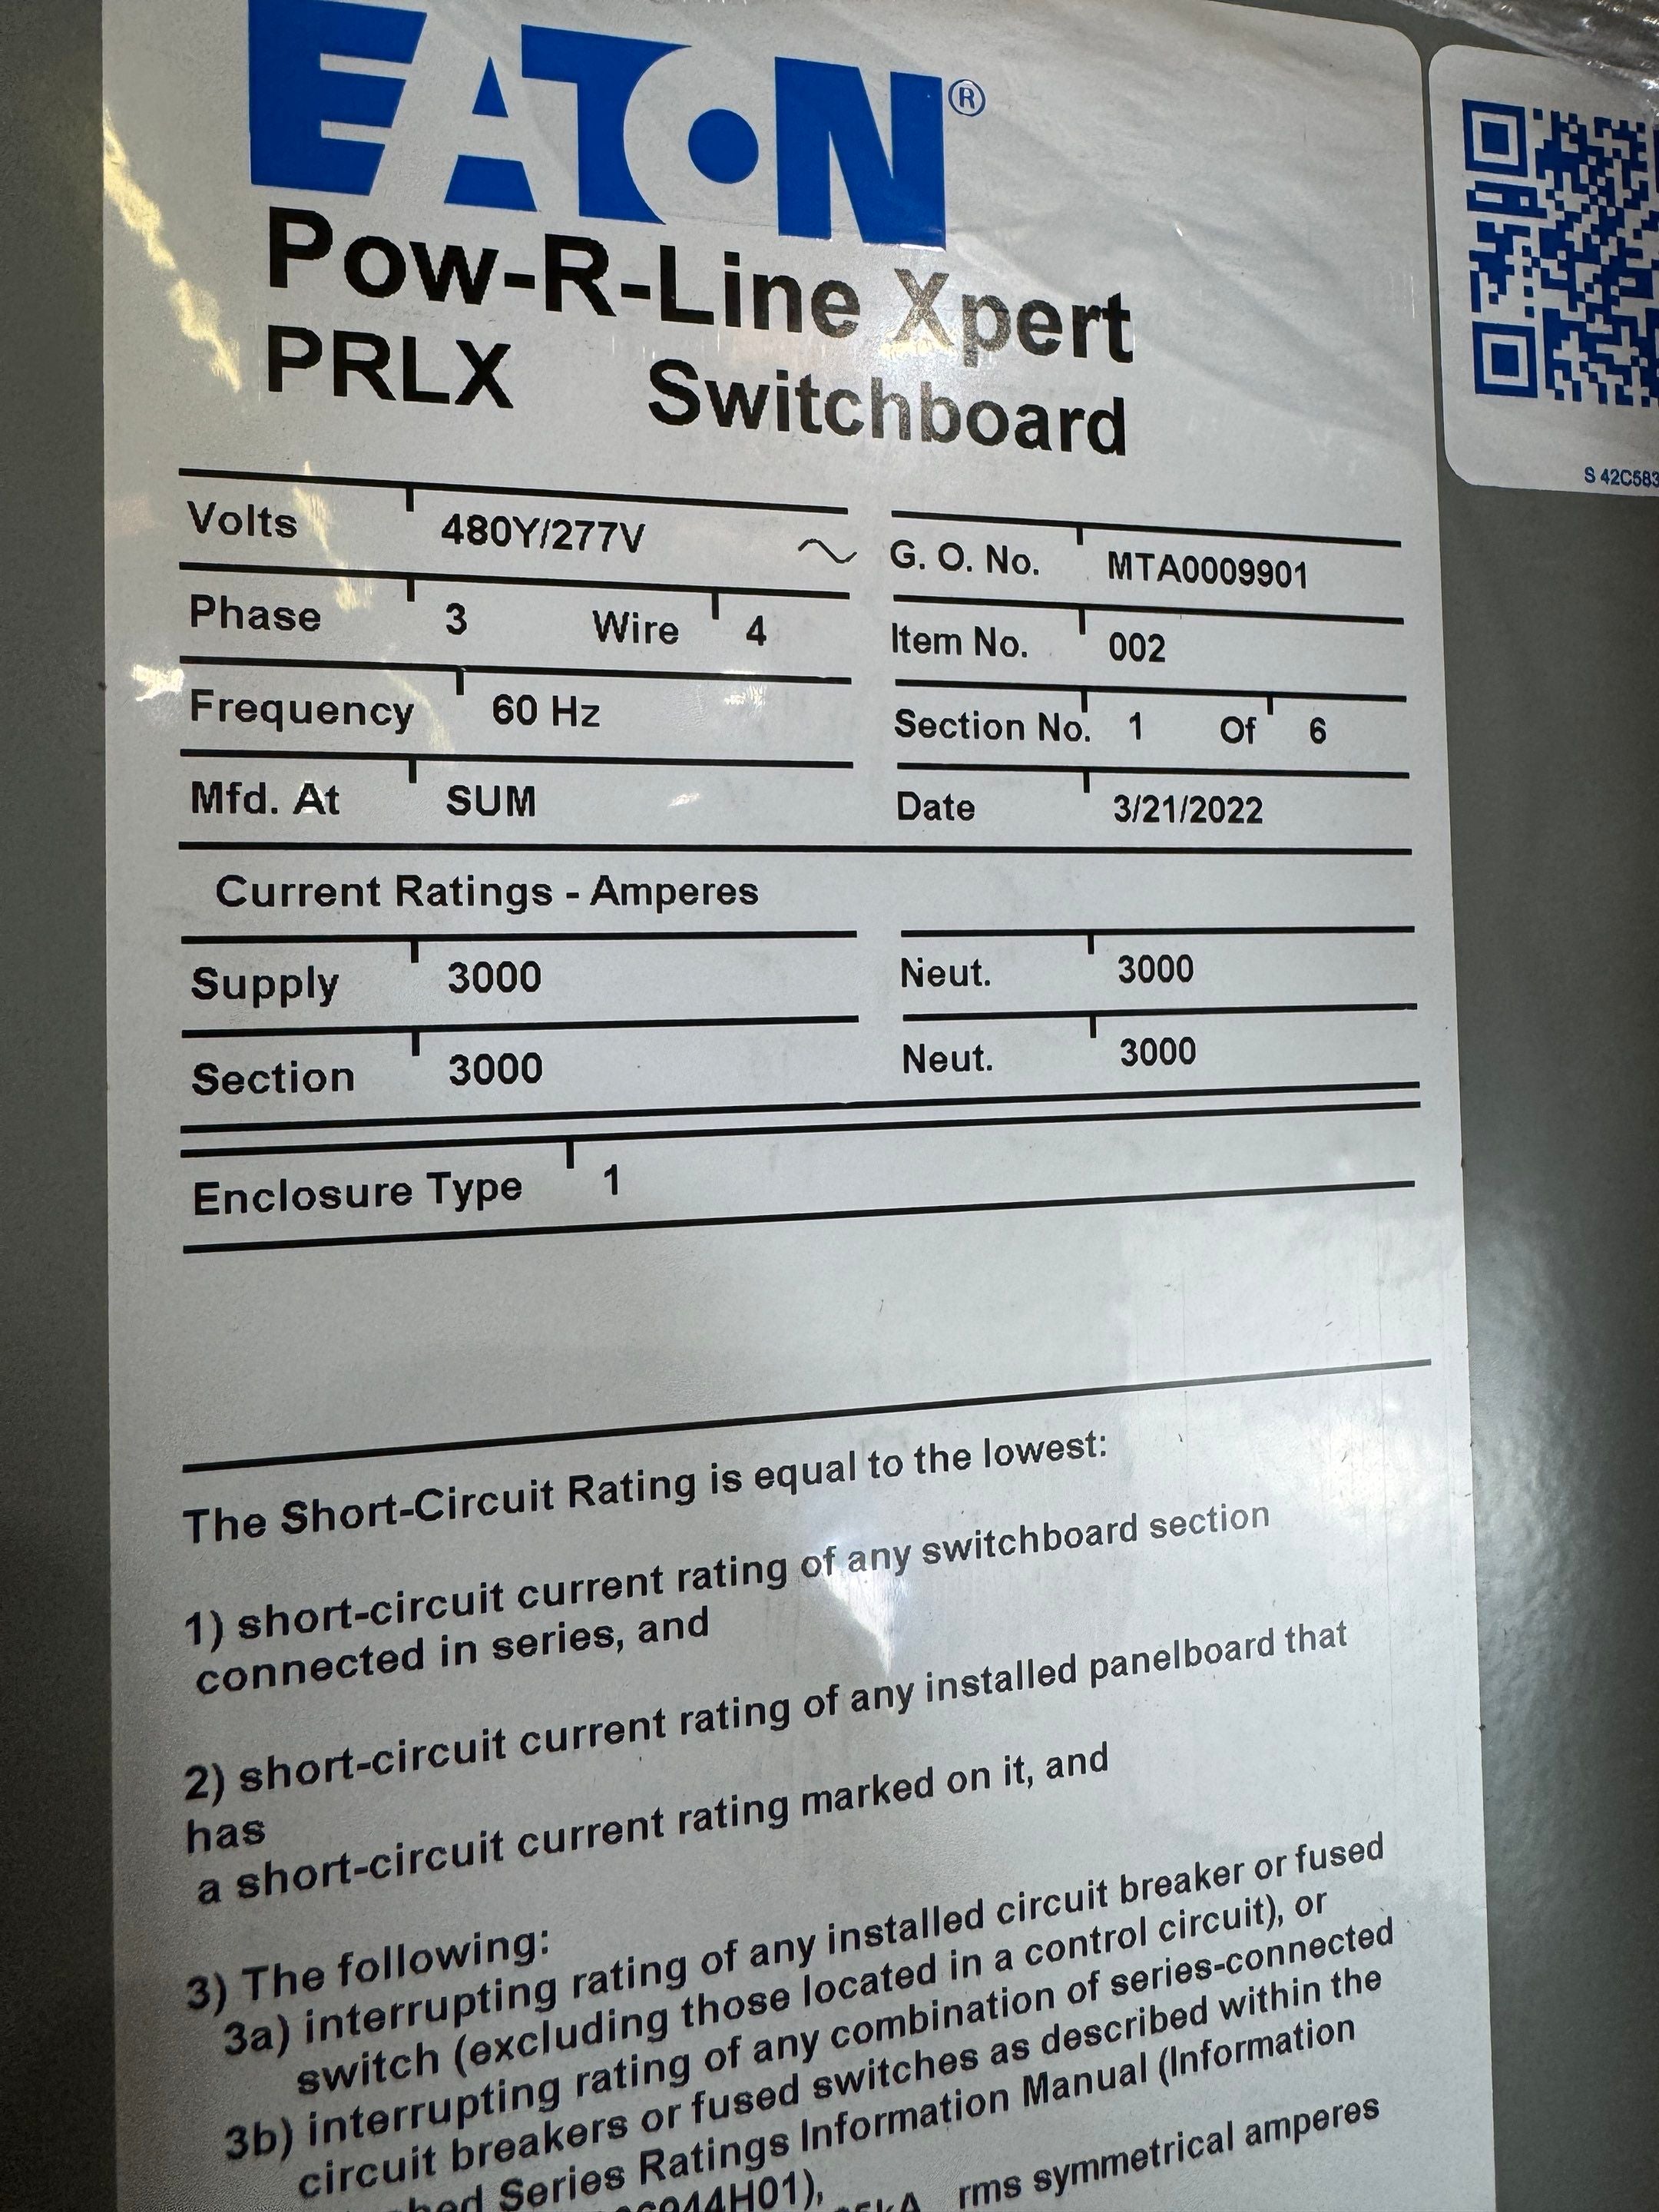 EATON®
Pow-R-Line Xpert
PRLX Switchboard
Volts 480Y/277V ~ G. O. No. MTA0009901
Phase 3 Wire 4 Item No. 002
Frequency 60 Hz Section No. 1 Of 6
Mfd. At SUM Date 3/21/2022
Current Ratings - Amperes
Supply 3000 Neut. 3000
Section 3000 Neut. 3000
Enclosure Type 1
The Short-Circuit Rating is equal to the lowest:
1) short-circuit current rating of any switchboard section
connected in series, and
2) short-circuit current rating of any installed panelboard that
has
a short-circuit current rating marked on it, and
3) The following:
3a) interrupting rating of any installed circuit breaker or fused
switch (excluding those located in a control circuit), or
3b) interrupting rating of any combination of series-connected
circuit breakers or fused switches as described within the
Series Ratings Information Manual (Information
rms symmetrical amperes
S 42C583